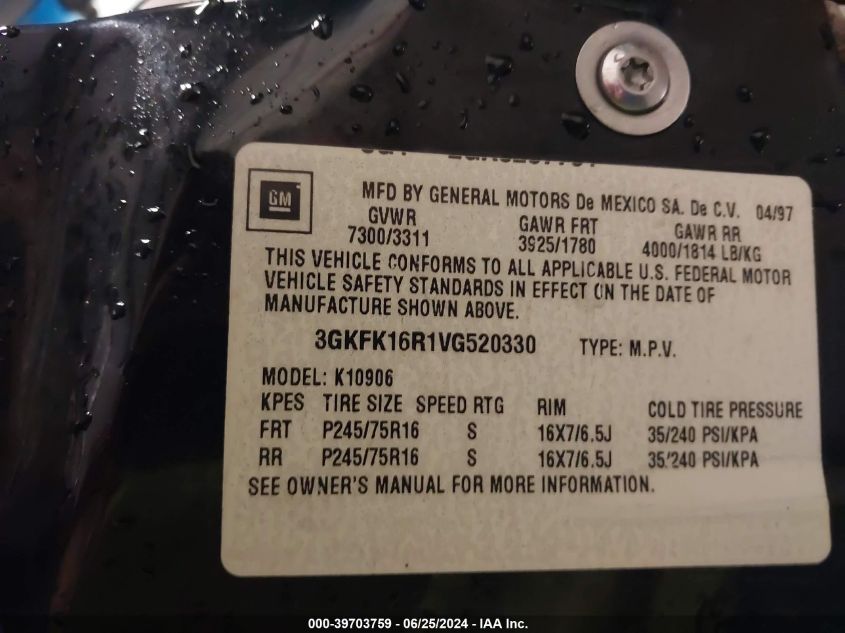 GM
MFD BY GENERAL MOTORS De MEXICO SA. De C.V. 04/97
GVWR GAWR FRT GAWR RR
7300/3311 3925/1780 4000/1814 LB/KG
THIS VEHICLE CONFORMS TO ALL APPLICABLE U.S. FEDERAL MOTOR
VEHICLE SAFETY STANDARDS IN EFFECT ON THE DATE OF
MANUFACTURE SHOWN ABOVE.
3GKFK16R1VG520330 TYPE: M.P.V.
MODEL: K10906
KPES TIRE SIZE SPEED RTG RIM COLD TIRE PRESSURE
FRT P245/75R16 S 16X7/6.5J 35/240 PSI/KPA
RR P245/75R16 S 16X7/6.5J 35/240 PSI/KPA
SEE OWNER'S MANUAL FOR MORE INFORMATION.
000-39703759 - 06/25/2024 - IAA Inc.